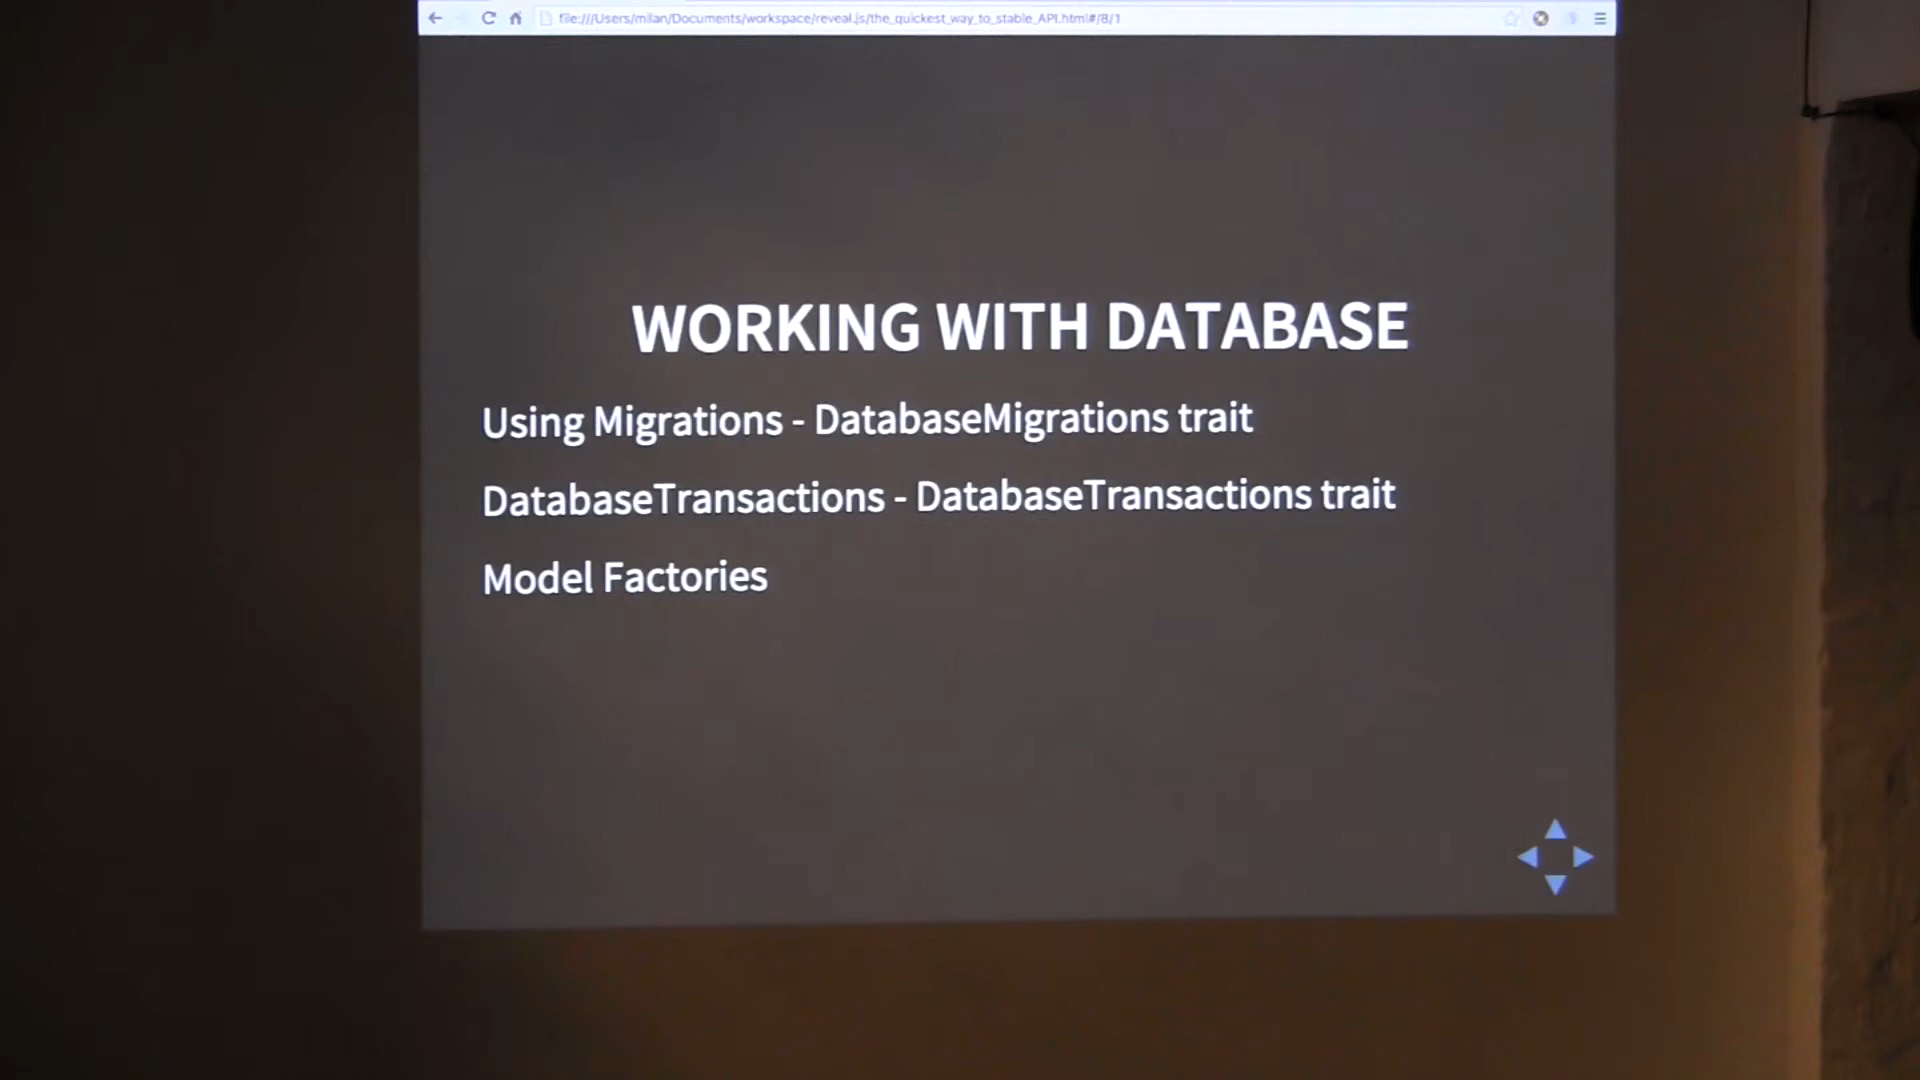 file:///Users/milan/Documents/workspace/reveal.js/the_quickest_way_to_stable_API.html#/8/1
WORKING WITH DATABASE
Using Migrations - DatabaseMigrations trait
DatabaseTransactions - DatabaseTransactions trait
Model Factories